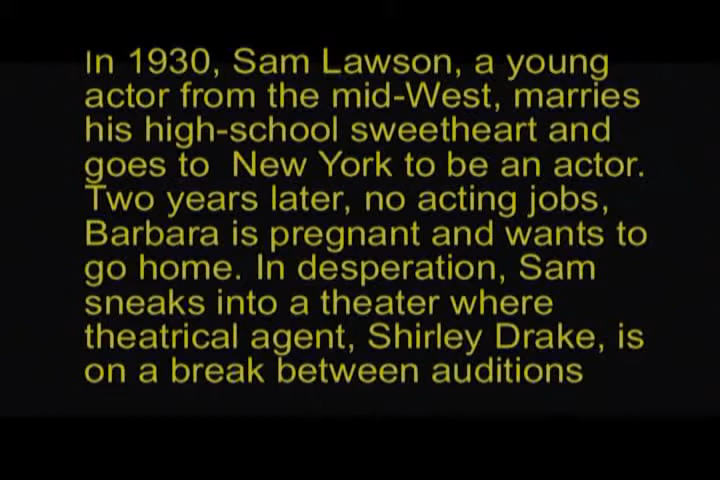 In 1930, Sam Lawson, a young
actor from the mid-West, marries
his high-school sweetheart and
goes to  New York to be an actor.
Two years later, no acting jobs,
Barbara is pregnant and wants to
go home. In desperation, Sam
sneaks into a theater where
theatrical agent, Shirley Drake, is
on a break between auditions